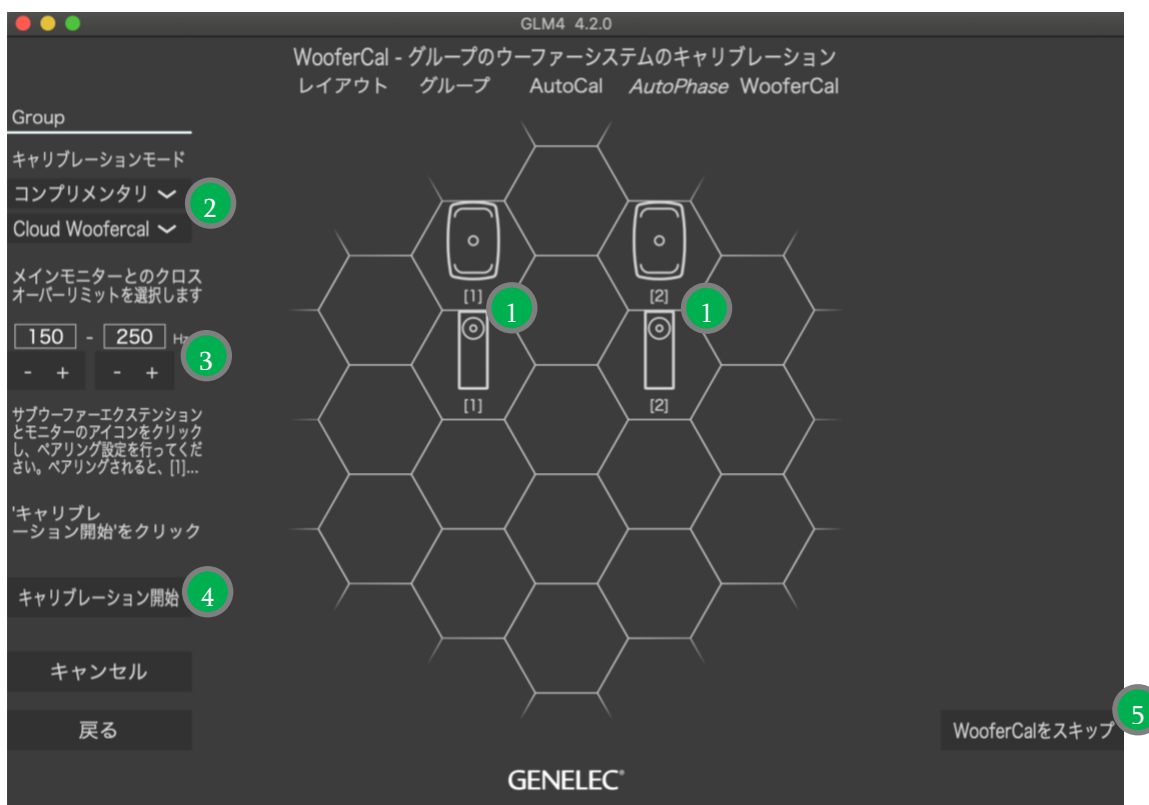 GLM4 4.2.0
WooferCal - グループのウーファーシステムのキャリブレーション
レイアウト グループ AutoCal AutoPhase WooferCal
Group
キャリブレーションモード
コンプリメンタリ
2
Cloud Woofercal
メインモニターとのクロス
オーバーリミットを選択します
150 - 250
3
- + - +
サブウーファーエクステンション
とモニターのアイコンをクリック
し、ペアリング設定を行ってくだ
さい。ペアリングされると、[1]...
'キャリブレ
ーション開始'をクリック
キャリブレーション開始
4
キャンセル
戻る
[1] 1 [2] 1
[1] [2]
WooferCalをスキップ
5
GENELEC